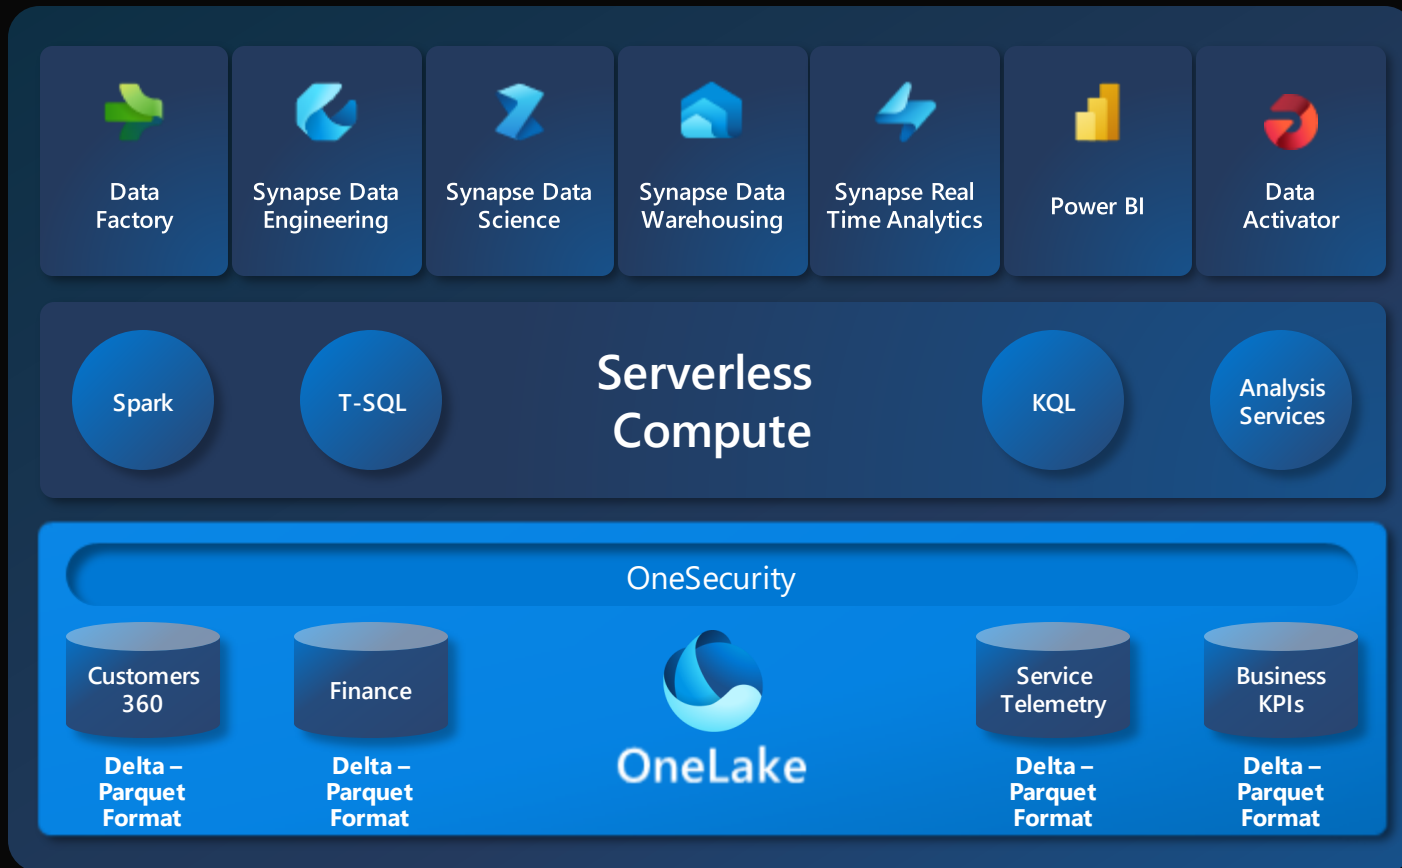 Data
Factory
Synapse Data
Engineering
Synapse Data
Science
Synapse Data
Warehousing
Synapse Real
Time Analytics
Power BI
Data
Activator
Spark
T-SQL
Serverless
Compute
KQL
Analysis
Services
OneSecurity
Customers
360
Finance
OneLake
Service
Telemetry
Business
KPIs
Delta –
Parquet
Format
Delta –
Parquet
Format
Delta –
Parquet
Format
Delta –
Parquet
Format